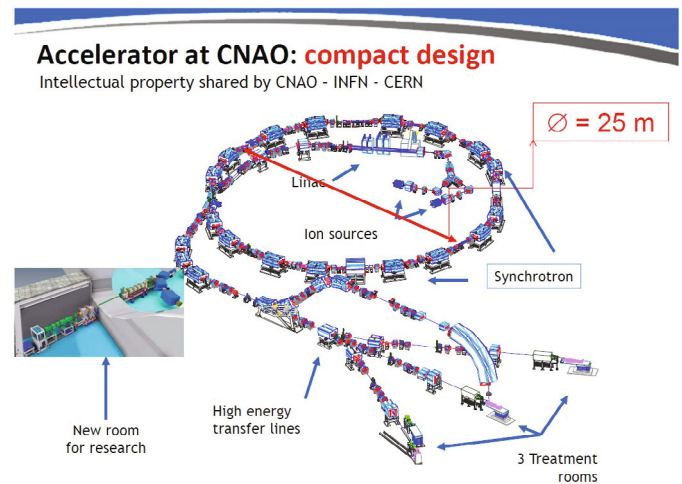 Accelerator at CNAO: compact design
Intellectual property shared by CNAO - INFN - CERN
∅ = 25 m
Linac
Ion sources
Synchrotron
High energy
transfer lines
New room
for research
3 Treatment
rooms